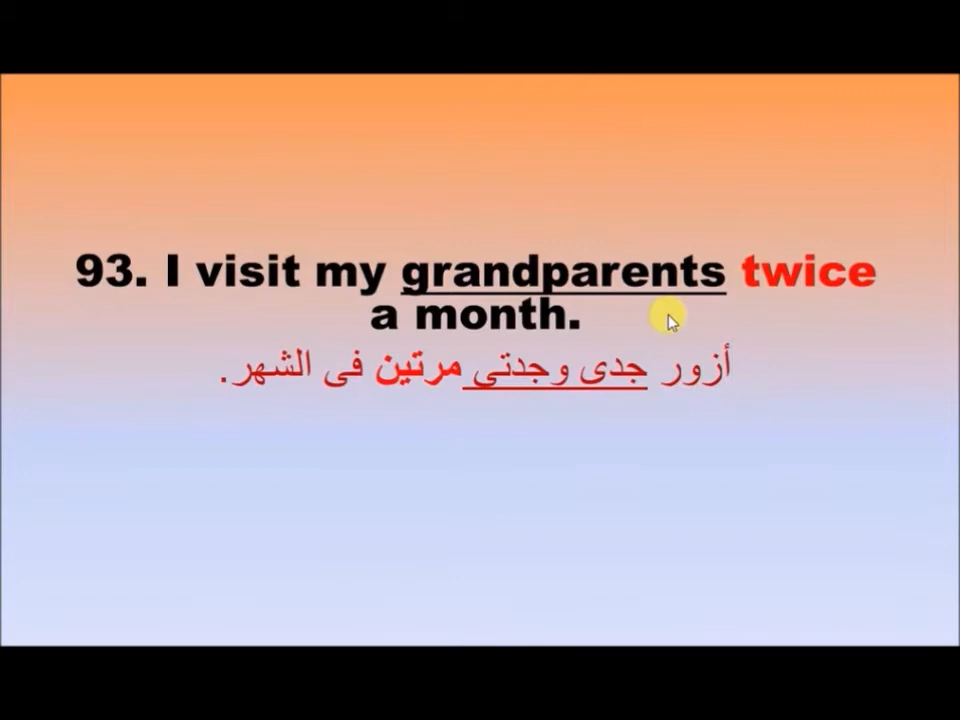 93. I visit my grandparents twice
a month.
أزور جدى وجدتى مرتين فى الشهر.